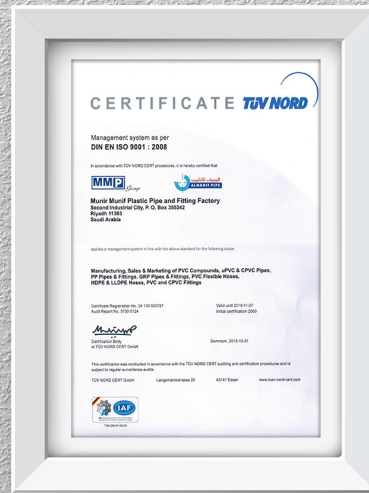 CERTIFICATE TÜV NORD
Management system as per
DIN EN ISO 9001 : 2008
In accordance with TÜV NORD CERT procedures, it is hereby certified that
MMP Group
ALMUNIF PIPE
Munir Munif Plastic Pipe and Fitting Factory
Second Industrial City, P. O. Box 355342
Riyadh 11383
Saudi Arabia
applies a management system in line with the above standard for the following scope
Manufacturing, Sales & Marketing of PVC Compounds, uPVC & CPVC Pipes,
PP Pipes & Fittings, GRP Pipes & Fittings, PVC Flexible Hoses,
HDPE & LLDPE Hoses, PVC and CPVC Fittings
Certificate Registration No. 04 100 000727 Valid until 2016-11-27
Audit Report No. 3700 0124 Initial certification 2005
Certification Body Dammam, 2013-12-31
at TÜV NORD CERT GmbH
This certification was conducted in accordance with the TÜV NORD CERT auditing and certification procedures and is
subject to regular surveillance audits.
TÜV NORD CERT GmbH Langemarckstrasse 20 45141 Essen www.tuev-nord-cert.com
IAF